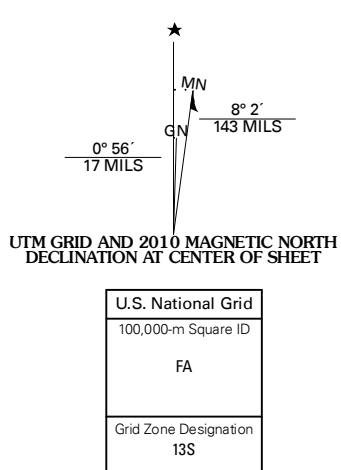 ★
MN
GN
8° 2´
143 MILS
0° 56´
17 MILS
UTM GRID AND 2010 MAGNETIC NORTH
DECLINATION AT CENTER OF SHEET
U.S. National Grid
100,000-m Square ID
FA
Grid Zone Designation
13S